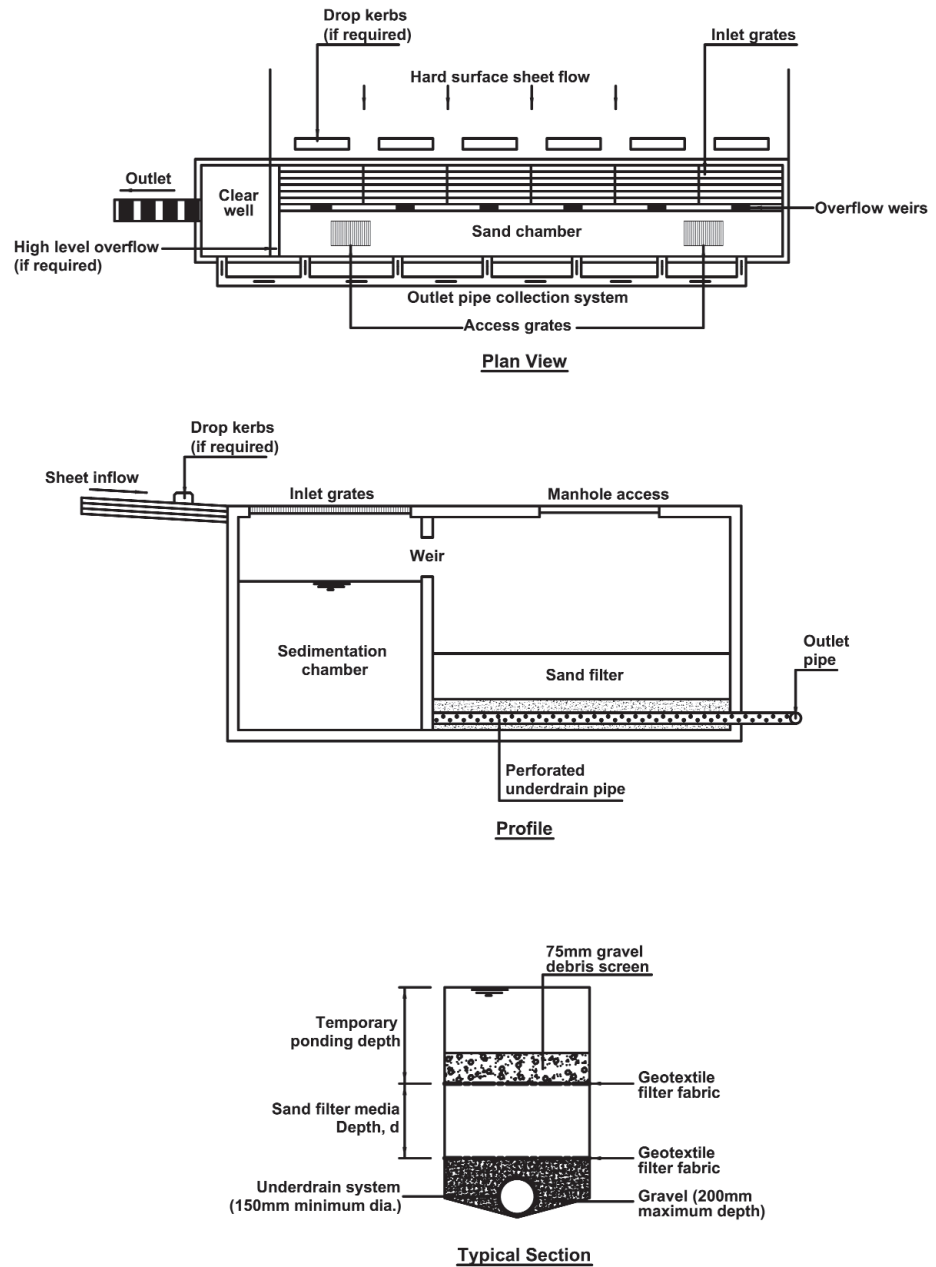 Drop kerbs
(if required)
Inlet grates
Hard surface sheet flow
Outlet
Clear
well
Overflow weirs
Sand chamber
High level overflow
(if required)
Outlet pipe collection system
Access grates
Plan View
Drop kerbs
(if required)
Sheet inflow
Inlet grates
Manhole access
Weir
Outlet
pipe
Sedimentation
chamber
Sand filter
Perforated
underdrain pipe
Profile
75mm gravel
debris screen
Temporary
ponding depth
Geotextile
filter fabric
Sand filter media
Depth, d
Geotextile
filter fabric
Underdrain system
(150mm minimum dia.)
Gravel (200mm
maximum depth)
Typical Section